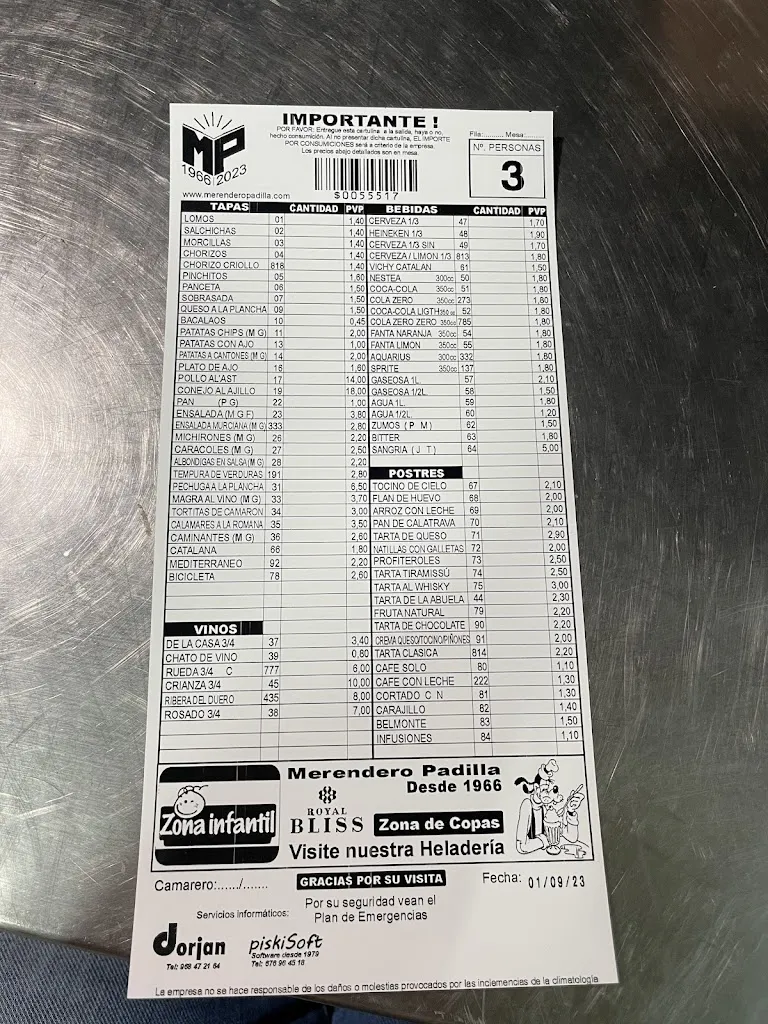 IMPORTANTE !
POR FAVOR: Entregue esta cartulina a la salida, haya o no,
hecho consumición. Al no presentar dicha cartulina, EL IMPORTE
POR CONSUMICIONES será a criterio de la empresa.
Los precios abajo detallados son en mesa.
Fila:.......... Mesa:.......
Nº. PERSONAS
3
MP
1966 2023
www.merenderopadilla.com
S0055517
TAPAS CANTIDAD PVP
LOMOS 01 1,40
SALCHICHAS 02 1,40
MORCILLAS 03 1,40
CHORIZOS 04 1,40
CHORIZO CRIOLLO 818 1,40
PINCHITOS 05 1,60
PANCETA 06 1,50
SOBRASADA 07 1,50
QUESO A LA PLANCHA 09 1,50
BACALAOS 10 0,45
PATATAS CHIPS (M G) 11 2,00
PATATAS CON AJO 13 1,00
PATATAS A CANTONES (M G) 14 2,00
PLATO DE AJO 16 1,60
POLLO AL'AST 17 14,00
CONEJO AL AJILLO 19 18,00
PAN (P G) 22 1,00
ENSALADA (M G F) 23 3,80
ENSALADA MURCIANA (M G) 333 2,80
MICHIRONES (M G) 26 2,20
CARACOLES (M G) 27 2,50
ALBONDIGAS EN SALSA (M G) 28 2,20
TEMPURA DE VERDURAS 191 2,80
PECHUGA A LA PLANCHA 31 6,50
MAGRA AL VINO (M G) 33 3,70
TORTITAS DE CAMARON 34 3,00
CALAMARES A LA ROMANA 35 3,50
CAMINANTES (M G) 36 2,60
CATALANA 66 1,80
MEDITERRANEO 92 2,20
BICICLETA 78 2,60
VINOS
DE LA CASA 3/4 37 3,40
CHATO DE VINO 39 0,80
RUEDA 3/4 C 777 6,00
CRIANZA 3/4 45 10,00
RIBERA DEL DUERO 435 8,00
ROSADO 3/4 38 7,00
BEBIDAS CANTIDAD PVP
CERVEZA 1/3 47 1,70
HEINEKEN 1/3 48 1,90
CERVEZA 1/3 SIN 49 1,70
CERVEZA / LIMON 1/3 813 1,80
VICHY CATALAN 61 1,50
NESTEA 300cc 50 1,80
COCA-COLA 350cc 51 1,80
COLA ZERO 350cc 273 1,80
COCA-COLA LIGTH 350 cc 52 1,80
COLA ZERO ZERO 350cc 785 1,80
FANTA NARANJA 350cc 54 1,80
FANTA LIMON 350cc 55 1,80
AQUARIUS 300cc 332 1,80
SPRITE 350cc 137 1,80
GASEOSA 1L. 57 2,10
GASEOSA 1/2L 58 1,50
AGUA 1L. 59 1,80
AGUA 1/2L 60 1,20
ZUMOS ( P M ) 62 1,50
BITTER 63 1,80
SANGRIA ( J T ) 64 5,00
POSTRES
TOCINO DE CIELO 67 2,10
FLAN DE HUEVO 68 2,00
ARROZ CON LECHE 69 2,00
PAN DE CALATRAVA 70 2,10
TARTA DE QUESO 71 2,90
NATILLAS CON GALLETAS 72 2,00
PROFITEROLES 73 2,50
TARTA TIRAMISSÚ 74 2,50
TARTA AL WHISKY 75 3,00
TARTA DE LA ABUELA 44 2,30
FRUTA NATURAL 79 2,20
TARTA DE CHOCOLATE 90 2,20
CREMA QUESO/TOCINO/PIÑONES 91 2,00
TARTA CLASICA 814 2,20
CAFE SOLO 80 1,10
CAFE CON LECHE 222 1,30
CORTADO C N 81 1,30
CARAJILLO 82 1,40
BELMONTE 83 1,50
INFUSIONES 84 1,10
Zona infantil
Merendero Padilla
Desde 1966
ROYAL
BLISS
Zona de Copas
Visite nuestra Heladería
Camarero:....../.......
GRACIAS POR SU VISITA
Fecha: 01/09/23
Por su seguridad vean el
Plan de Emergencias
Servicios informáticos:
dorjan
Tel: 968 47 21 64
piskiSoft
Software desde 1979
Tel: 676 96 45 18
La empresa no se hace responsable de los daños o molestias provocados por las inclemencias de la climatología